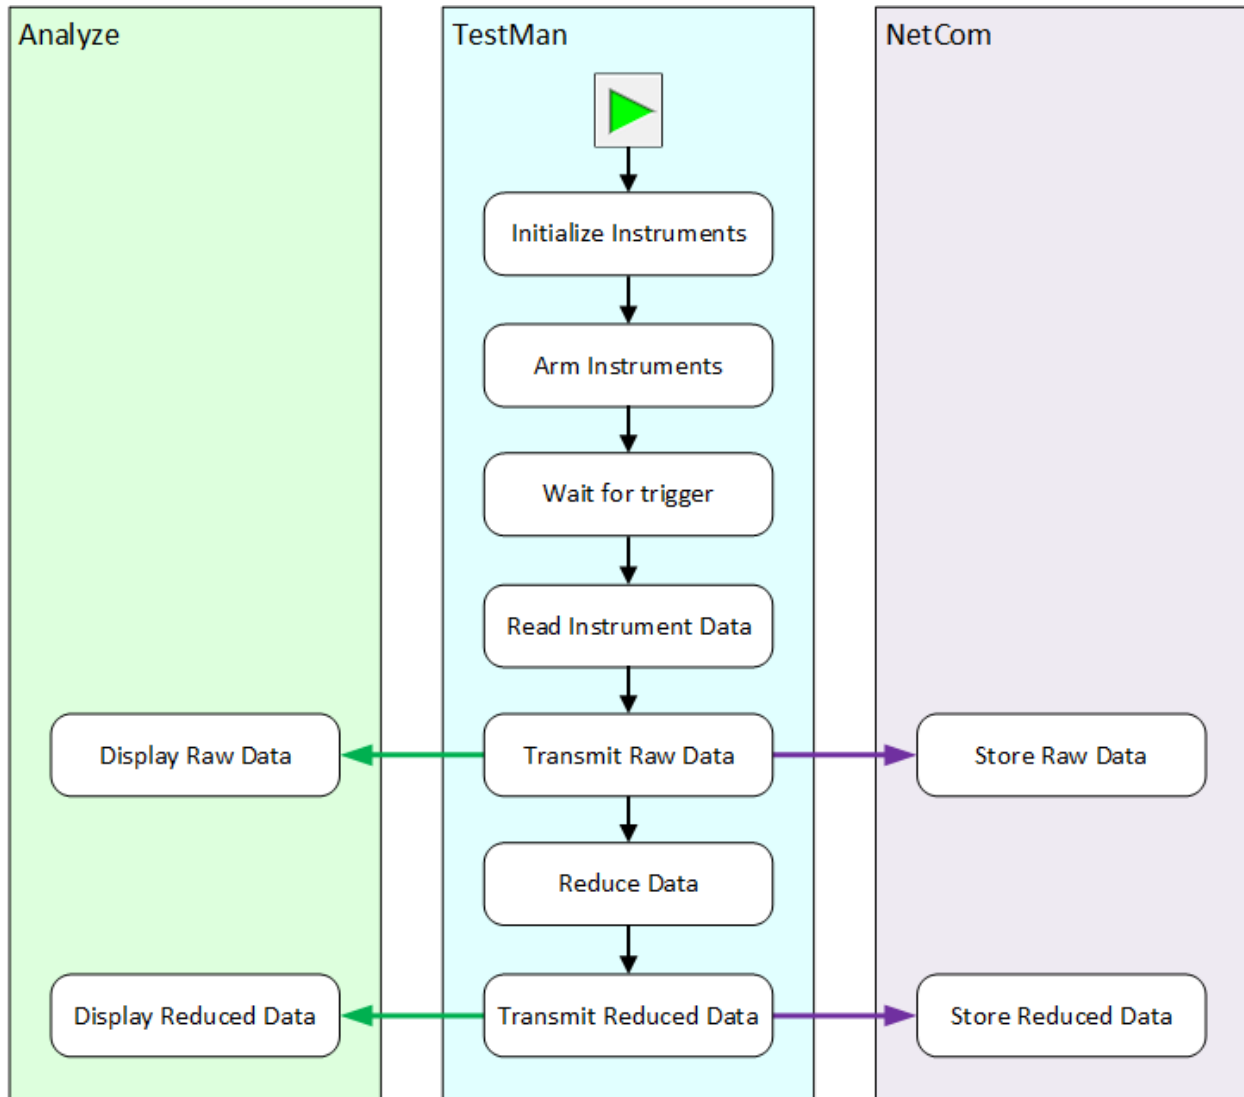 Analyze
TestMan
NetCom
Initialize Instruments
Arm Instruments
Wait for trigger
Read Instrument Data
Display Raw Data
Transmit Raw Data
Store Raw Data
Reduce Data
Display Reduced Data
Transmit Reduced Data
Store Reduced Data